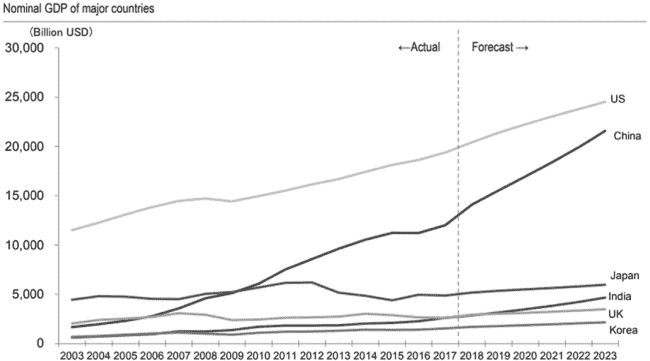 Nominal GDP of major countries
(Billion USD)
←Actual Forecast →
30,000
25,000
20,000
15,000
10,000
5,000
0
US
China
Japan
India
UK
Korea
2003 2004 2005 2006 2007 2008 2009 2010 2011 2012 2013 2014 2015 2016 2017 2018 2019 2020 2021 2022 2023